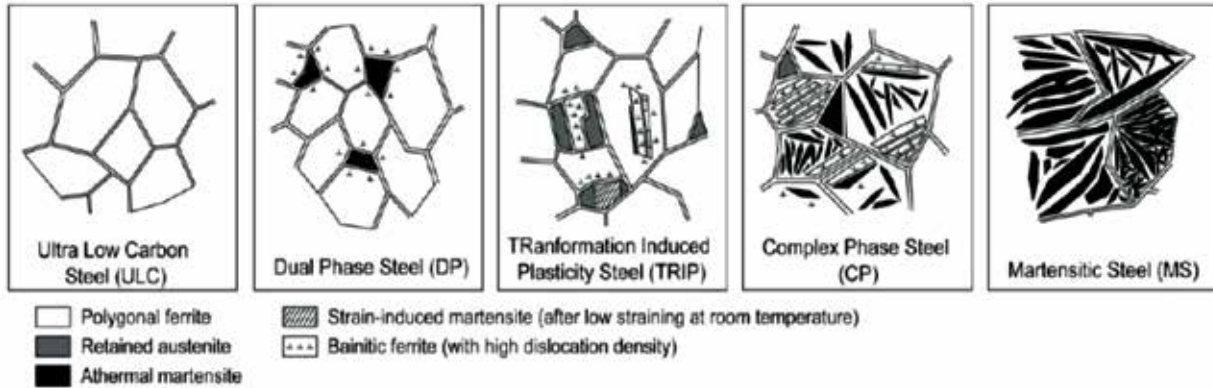 Ultra Low Carbon
Steel (ULC)
Dual Phase Steel (DP)
TRanformation Induced
Plasticity Steel (TRIP)
Complex Phase Steel
(CP)
Martensitic Steel (MS)
Polygonal ferrite
Retained austenite
Athermal martensite
Strain-induced martensite (after low straining at room temperature)
Bainitic ferrite (with high dislocation density)